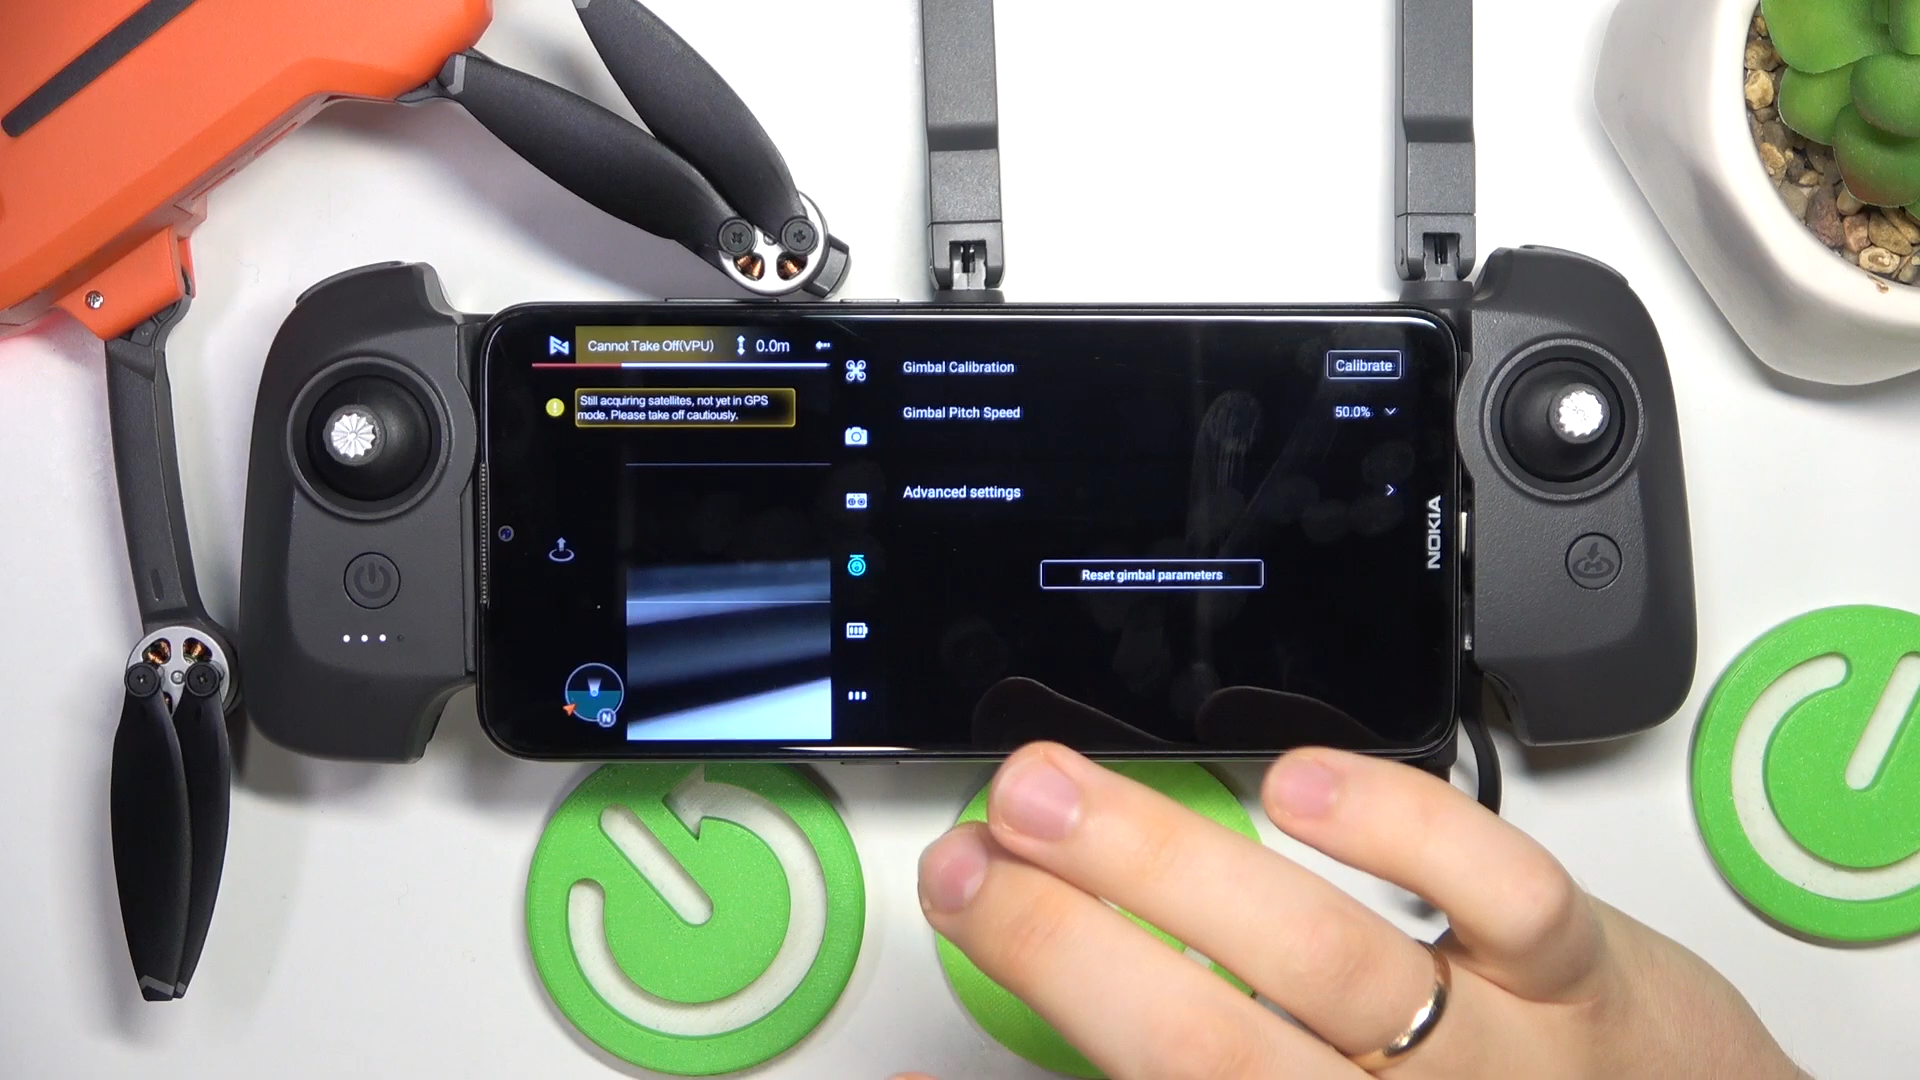 Cannot Take Off(VPU) 0.0m
Still acquiring satellites, not yet in GPS
mode. Please take off cautiously.
N
Gimbal Calibration Calibrate
Gimbal Pitch Speed 50.0%
Advanced settings
Reset gimbal parameters
NOKIA